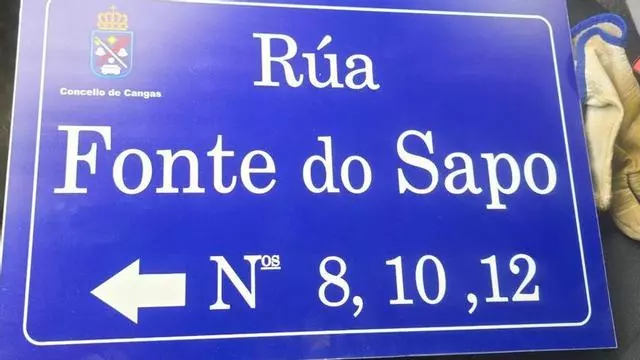 Concello de Cangas
Rúa
Fonte do Sapo
Nos 8, 10 ,12